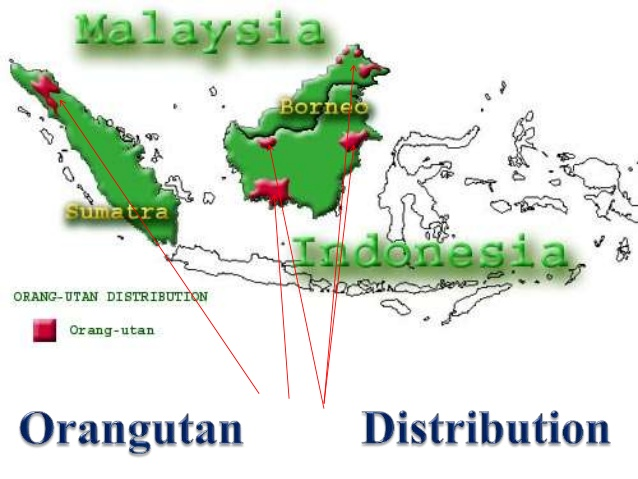 Malaysia
Borneo
Sumatra
Indonesia
ORANG-UTAN DISTRIBUTION
Orang-utan
Orangutan Distribution